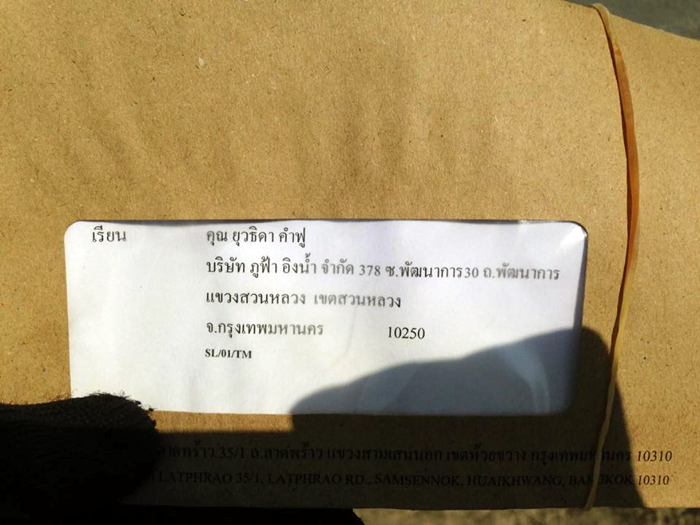 เรียน คุณ ยุวธิดา คำฟู
บริษัท ภูฟ้า อิงน้ำ จำกัด 378 ซ.พัฒนาการ30 ถ.พัฒนาการ
แขวงสวนหลวง เขตสวนหลวง
จ.กรุงเทพมหานคร 10250
SL/01/TM
35/1 ถ.ลาดพร้าว แขวงสามเสนนอก เขตห้วยขวาง กรุงเทพมหานคร 10310
LATPHRAO 35/1, LATPHRAO RD., SAMSENNOK, HUAIKHWANG, BANGKOK 10310